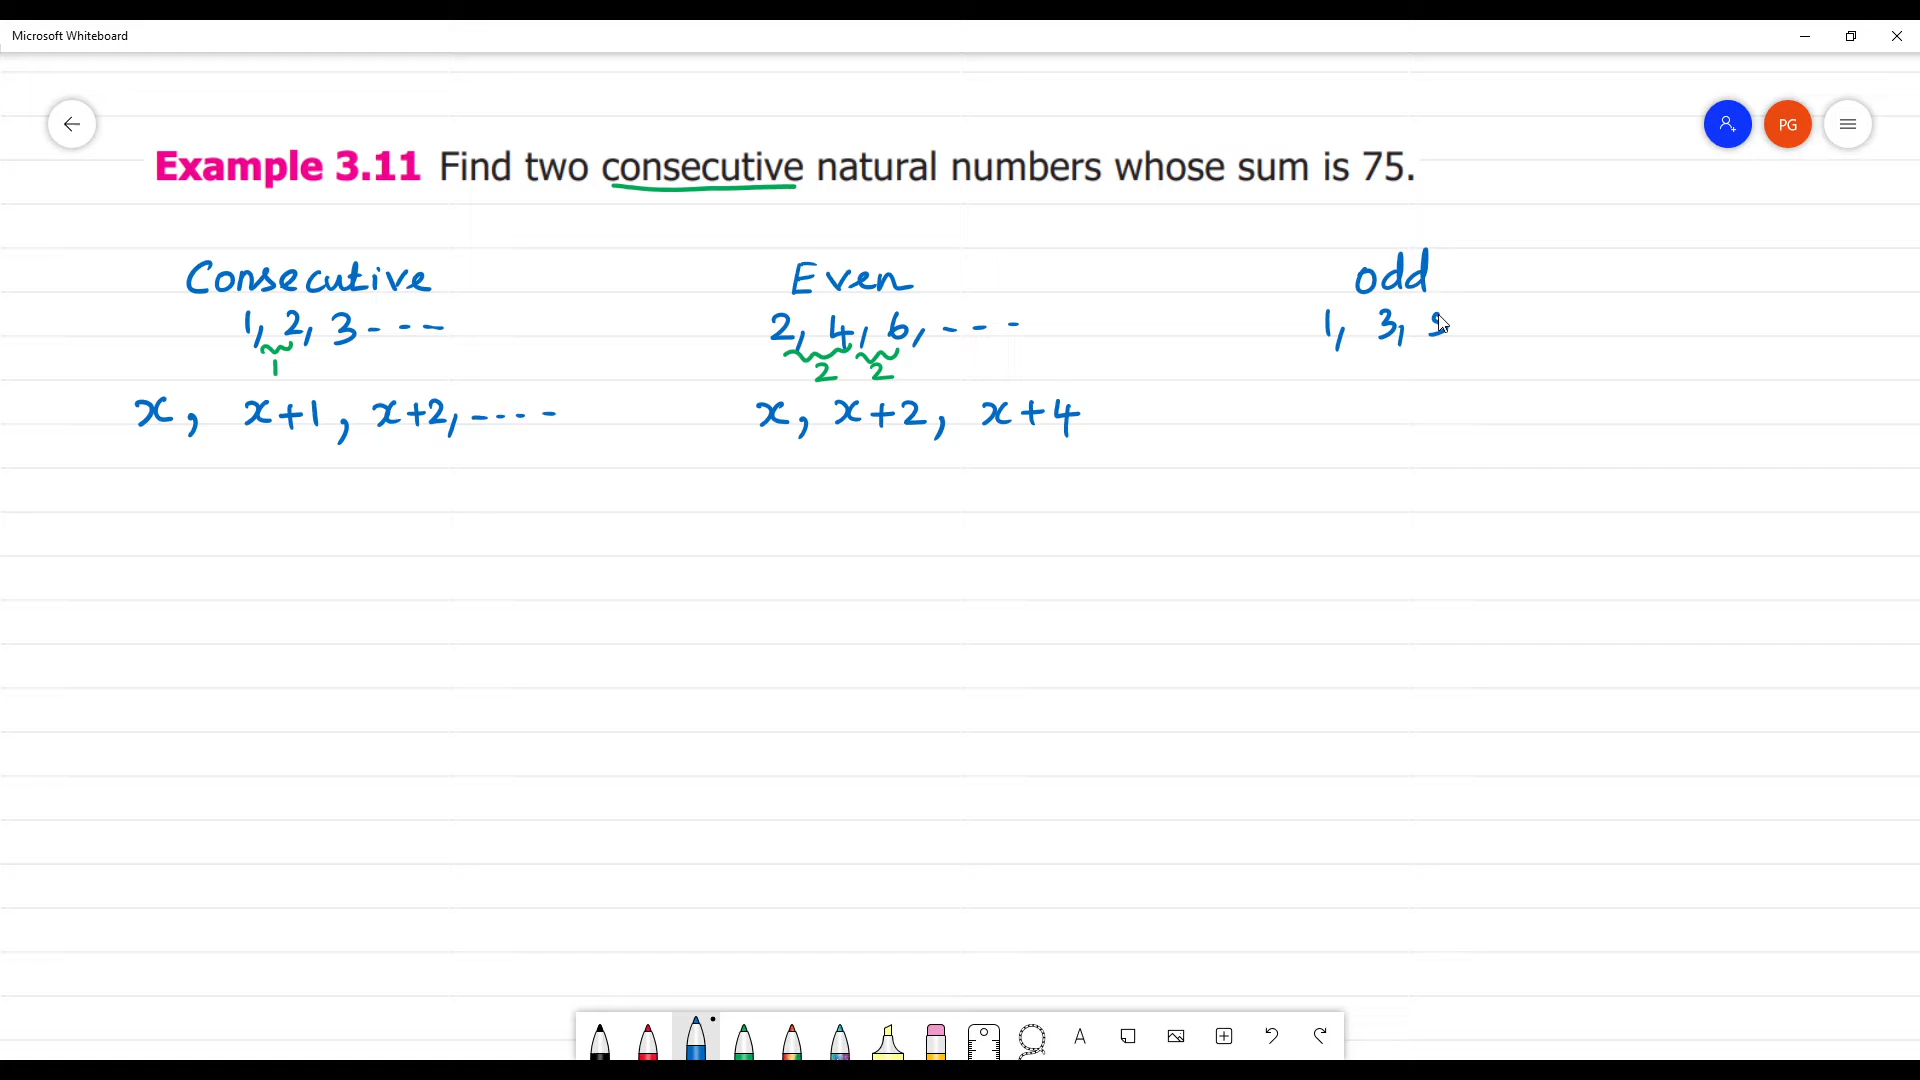 Microsoft Whiteboard
PG
Example 3.11 Find two consecutive natural numbers whose sum is 75.
Consecutive
1, 2, 3 - - -
1
x, x+1, x+2, - - - -
Even
2, 4, 6, - - -
2 2
x, x+2, x+4
odd
1, 3,
A